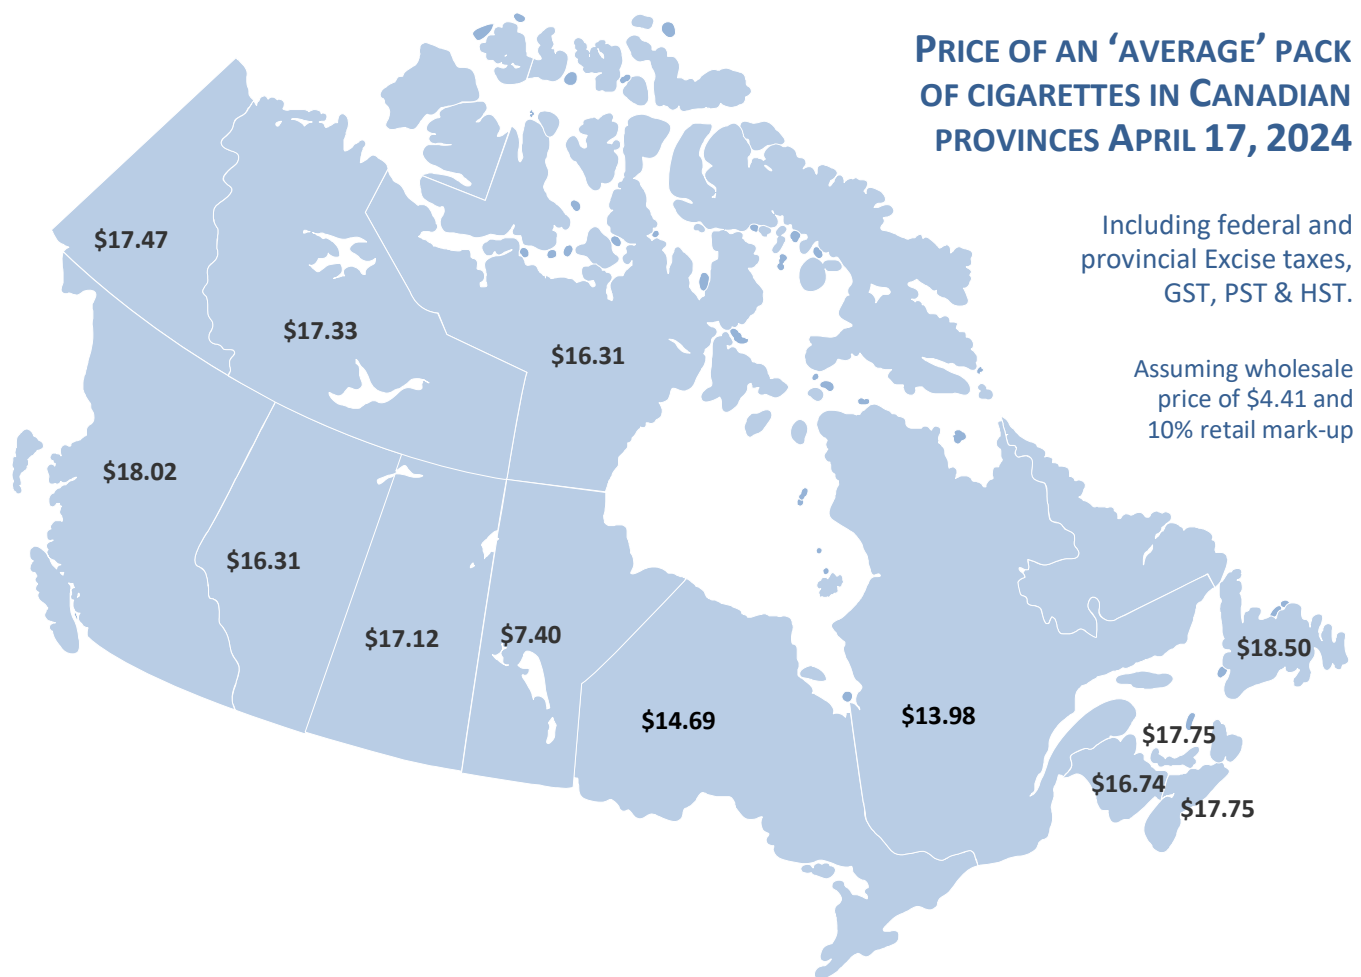 PRICE OF AN ‘AVERAGE’ PACK
OF CIGARETTES IN CANADIAN
PROVINCES APRIL 17, 2024
Including federal and
provincial Excise taxes,
GST, PST & HST.
Assuming wholesale
price of $4.41 and
10% retail mark-up
$17.47
$17.33
$16.31
$18.02
$16.31
$17.12
$7.40
$14.69
$13.98
$18.50
$17.75
$16.74
$17.75